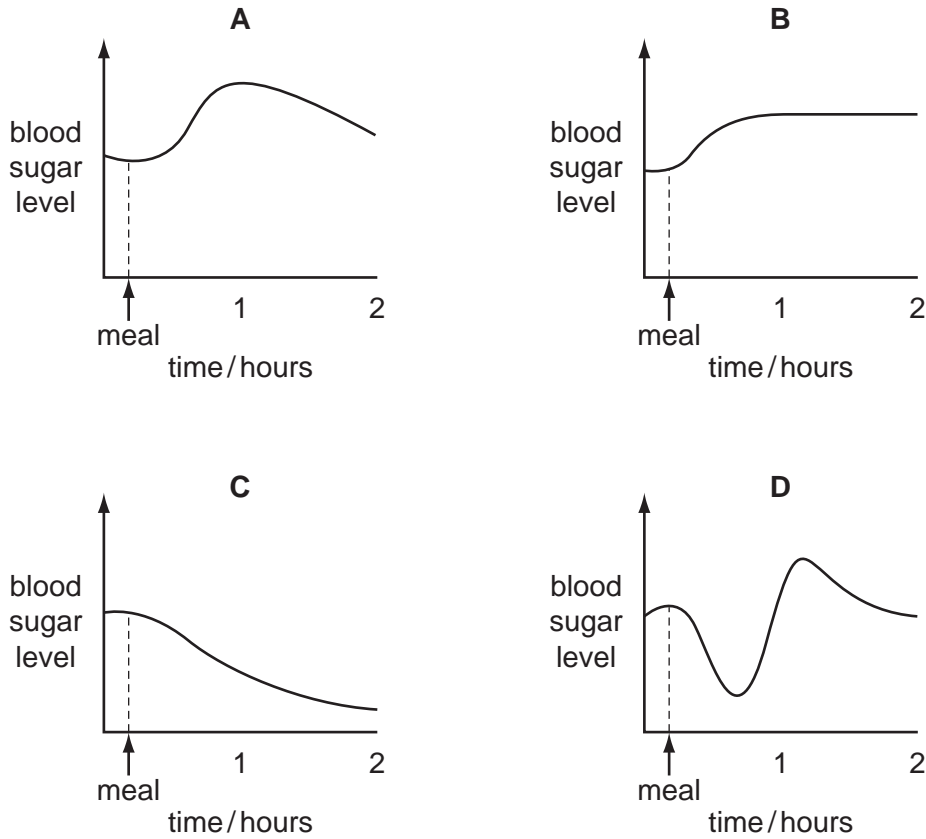 A
blood
sugar
level
1
2
meal
time/hours
B
blood
sugar
level
1
2
meal
time/hours
C
blood
sugar
level
1
2
meal
time/hours
D
blood
sugar
level
1
2
meal
time/hours